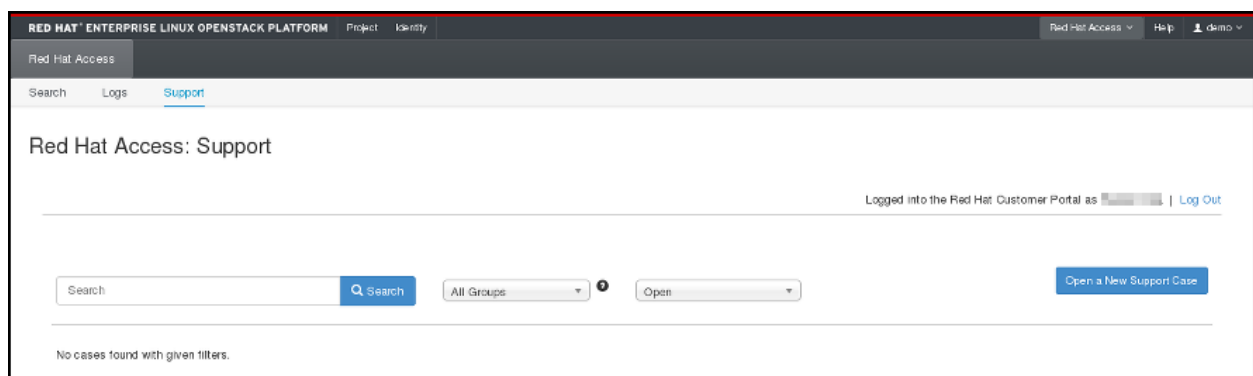 RED HAT® ENTERPRISE LINUX OPENSTACK PLATFORM Project Identity Red Hat Access Help demo
Red Hat Access
Search Logs Support
Red Hat Access: Support
Logged into the Red Hat Customer Portal as | Log Out
Search Search All Groups ? Open Open a New Support Case
No cases found with given filters.